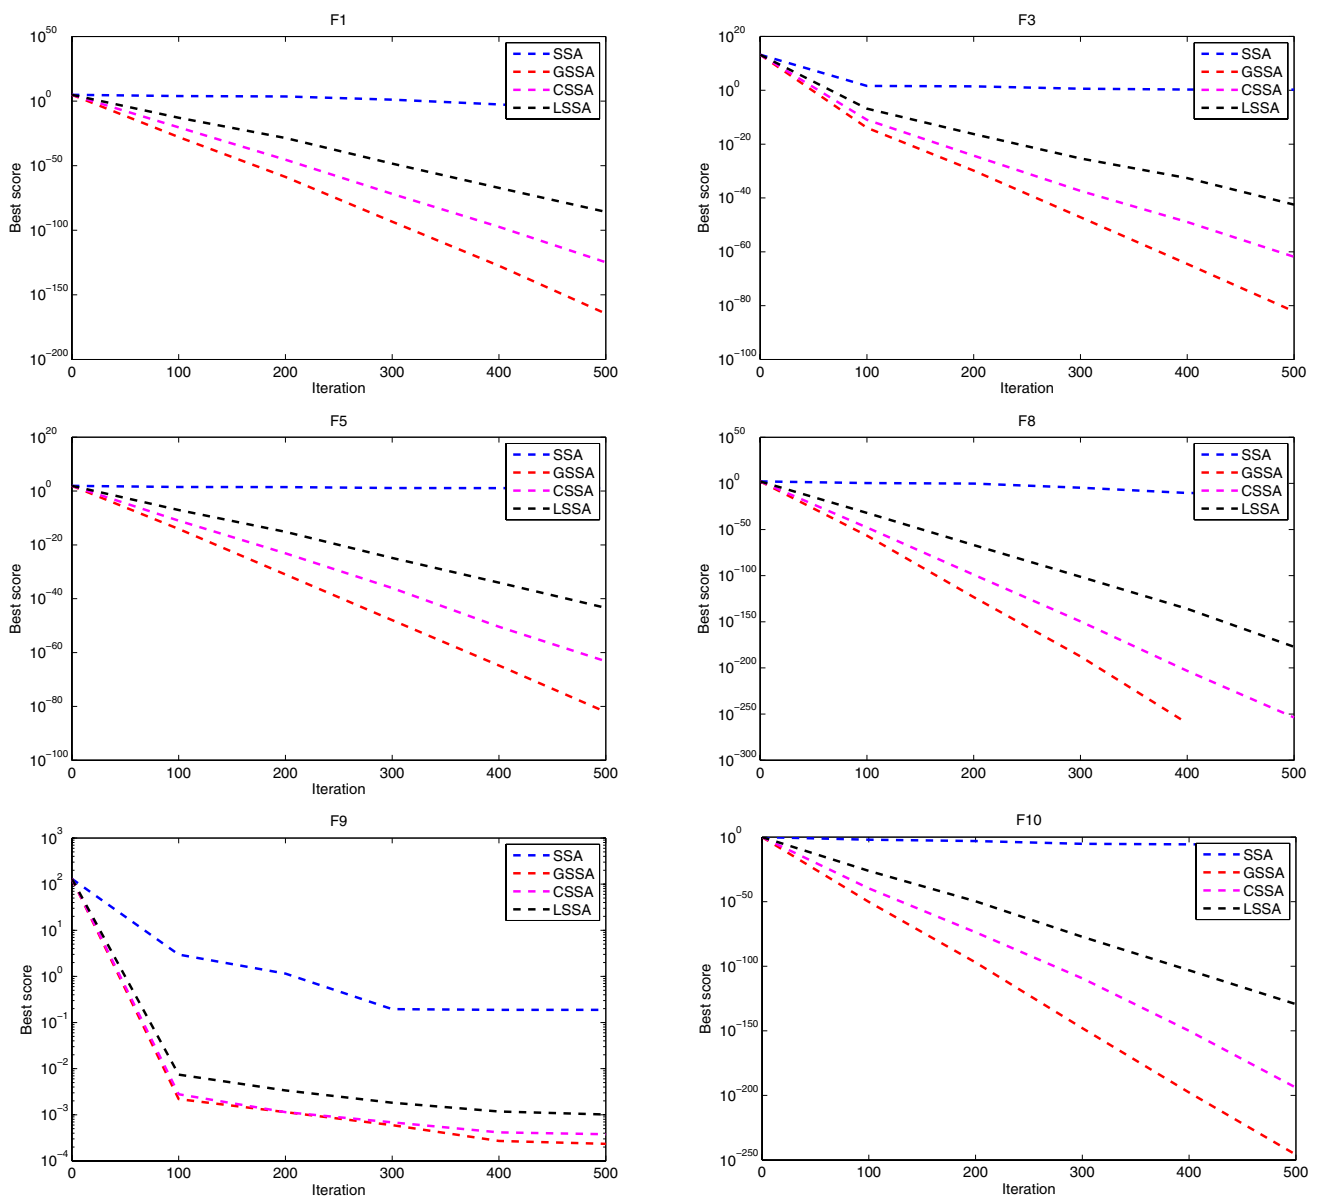 F1
10^50
10^0
10^−50
10^−100
10^−150
10^−200
0 100 200 300 400 500
Iteration
Best score
SSA
GSSA
CSSA
LSSA
F3
10^20
10^0
10^−20
10^−40
10^−60
10^−80
10^−100
0 100 200 300 400 500
Iteration
Best score
SSA
GSSA
CSSA
LSSA
F5
10^20
10^0
10^−20
10^−40
10^−60
10^−80
10^−100
0 100 200 300 400 500
Iteration
Best score
SSA
GSSA
CSSA
LSSA
F8
10^50
10^0
10^−50
10^−100
10^−150
10^−200
10^−250
10^−300
0 100 200 300 400 500
Iteration
Best score
SSA
GSSA
CSSA
LSSA
F9
10^3
10^2
10^1
10^0
10^−1
10^−2
10^−3
10^−4
0 100 200 300 400 500
Iteration
Best score
SSA
GSSA
CSSA
LSSA
F10
10^0
10^−50
10^−100
10^−150
10^−200
10^−250
0 100 200 300 400 500
Iteration
Best score
SSA
GSSA
CSSA
LSSA